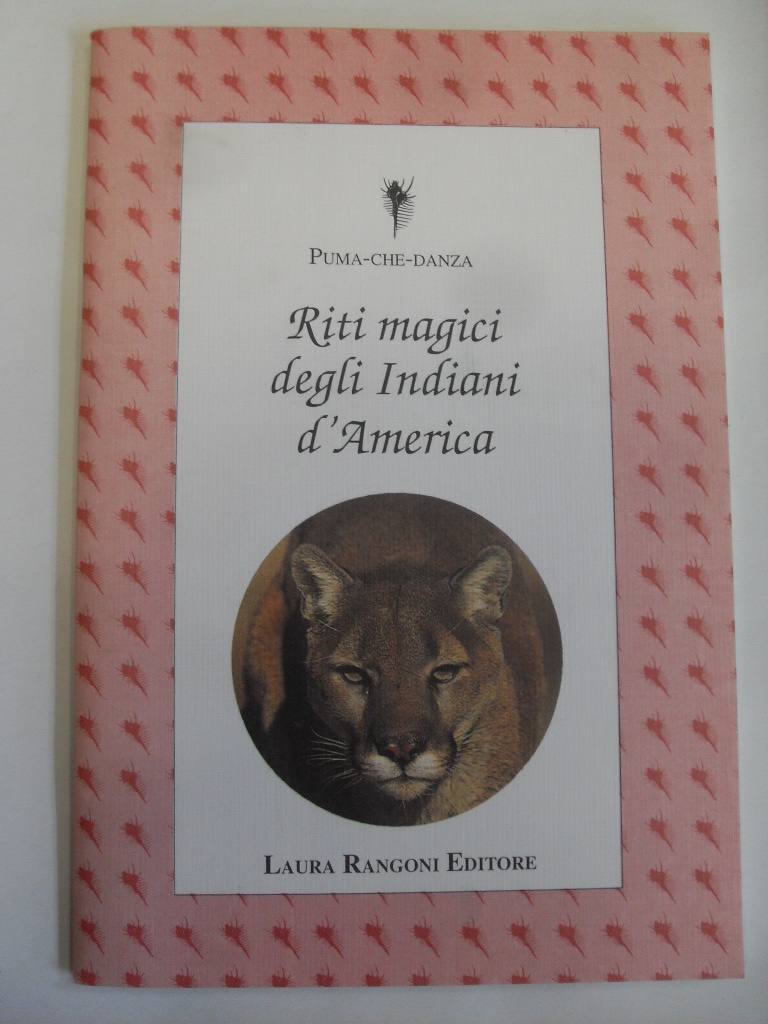 Puma-che-danza
Riti magici
degli Indiani
d'America
Laura Rangoni Editore